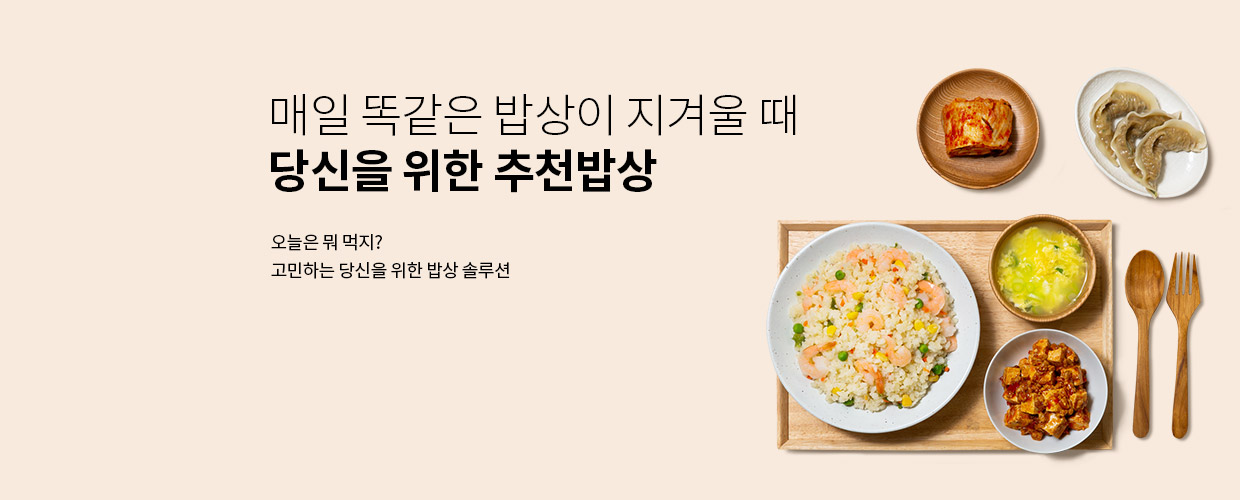 매일 똑같은 밥상이 지겨울 때
당신을 위한 추천밥상
오늘은 뭐 먹지?
고민하는 당신을 위한 밥상 솔루션